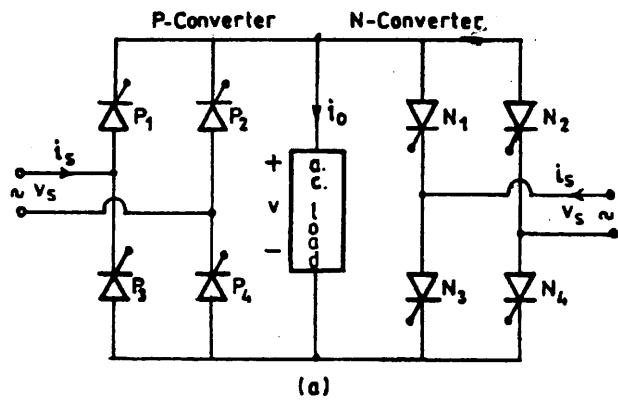 P-Converter N-Converter
P₁ P₂ i₀ N₁ N₂
iₛ + a. c. load iₛ
~ vₛ v vₛ ~
-
P₃ P₄ N₃ N₄
(a)